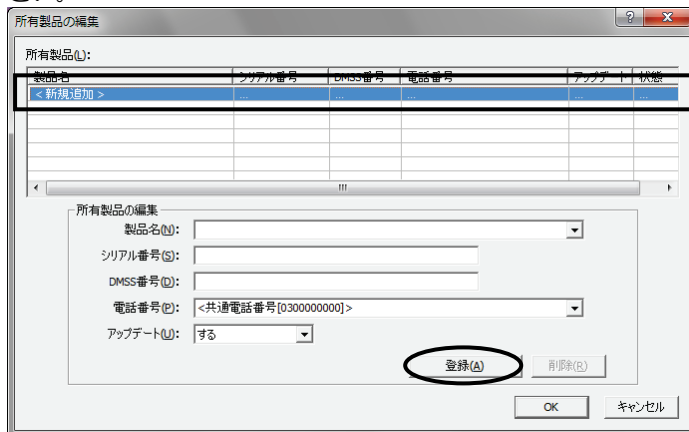 さい。
所有製品の編集
所有製品(L):
製品名 シリアル番号 DMSS番号 電話番号 アップデート 状態
<新規追加> ... ... ... ... ...
所有製品の編集
製品名(N):
シリアル番号(S):
DMSS番号(D):
電話番号(P): <共通電話番号[0300000000]>
アップデート(U): する
登録(A) 削除(R)
OK キャンセル